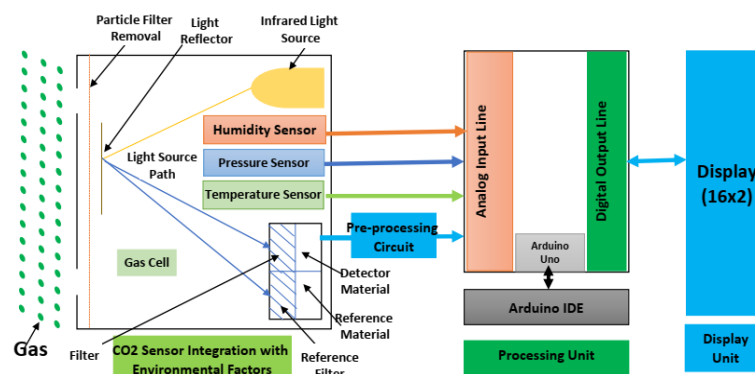 Particle Filter
Removal
Light
Reflector
Infrared Light
Source
Humidity Sensor
Pressure Sensor
Temperature Sensor
Light Source
Path
Gas Cell
Pre-processing
Circuit
Detector
Material
Reference
Material
Reference
Filter
Filter
Gas
CO2 Sensor Integration with
Environmental Factors
Analog Input Line
Digital Output Line
Arduino
Uno
Arduino IDE
Processing Unit
Display
(16x2)
Display
Unit